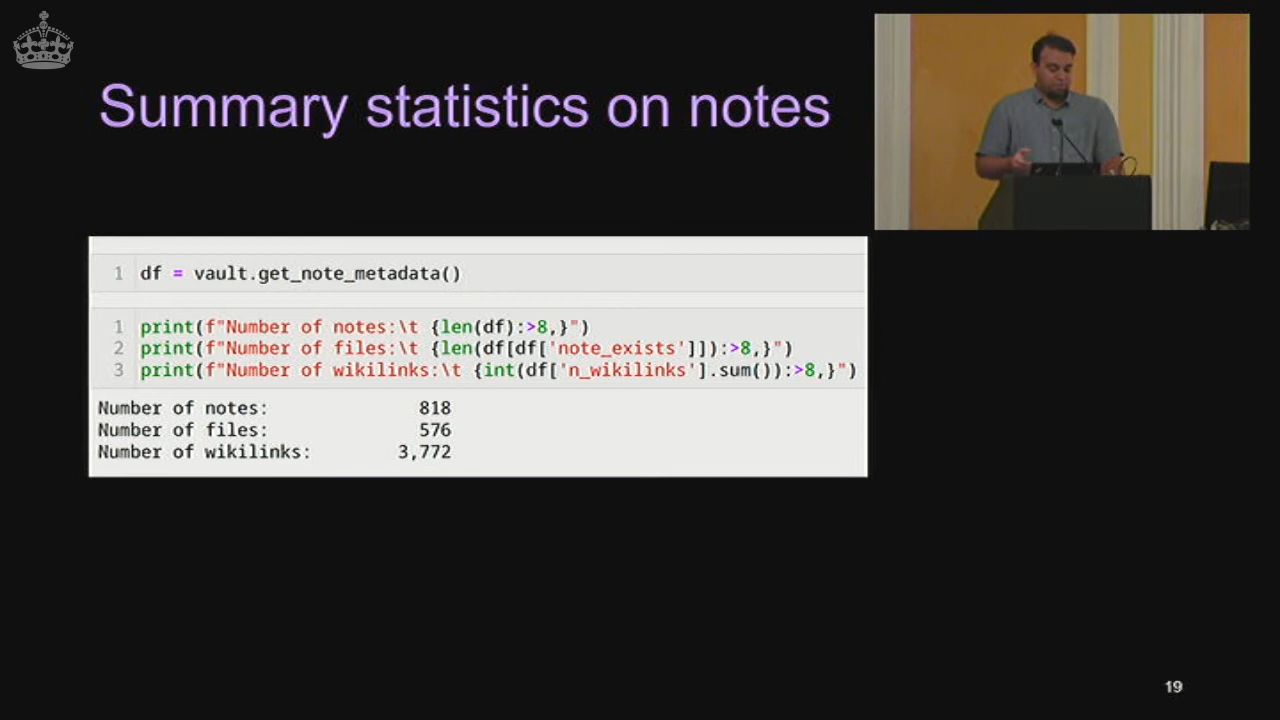 Summary statistics on notes
1 df = vault.get_note_metadata()
1 print(f"Number of notes:\t {len(df):>8,}")
2 print(f"Number of files:\t {len(df[df['note_exists']]):>8,}")
3 print(f"Number of wikilinks:\t {int(df['n_wikilinks'].sum()):>8,}")
Number of notes: 818
Number of files: 576
Number of wikilinks: 3,772
19